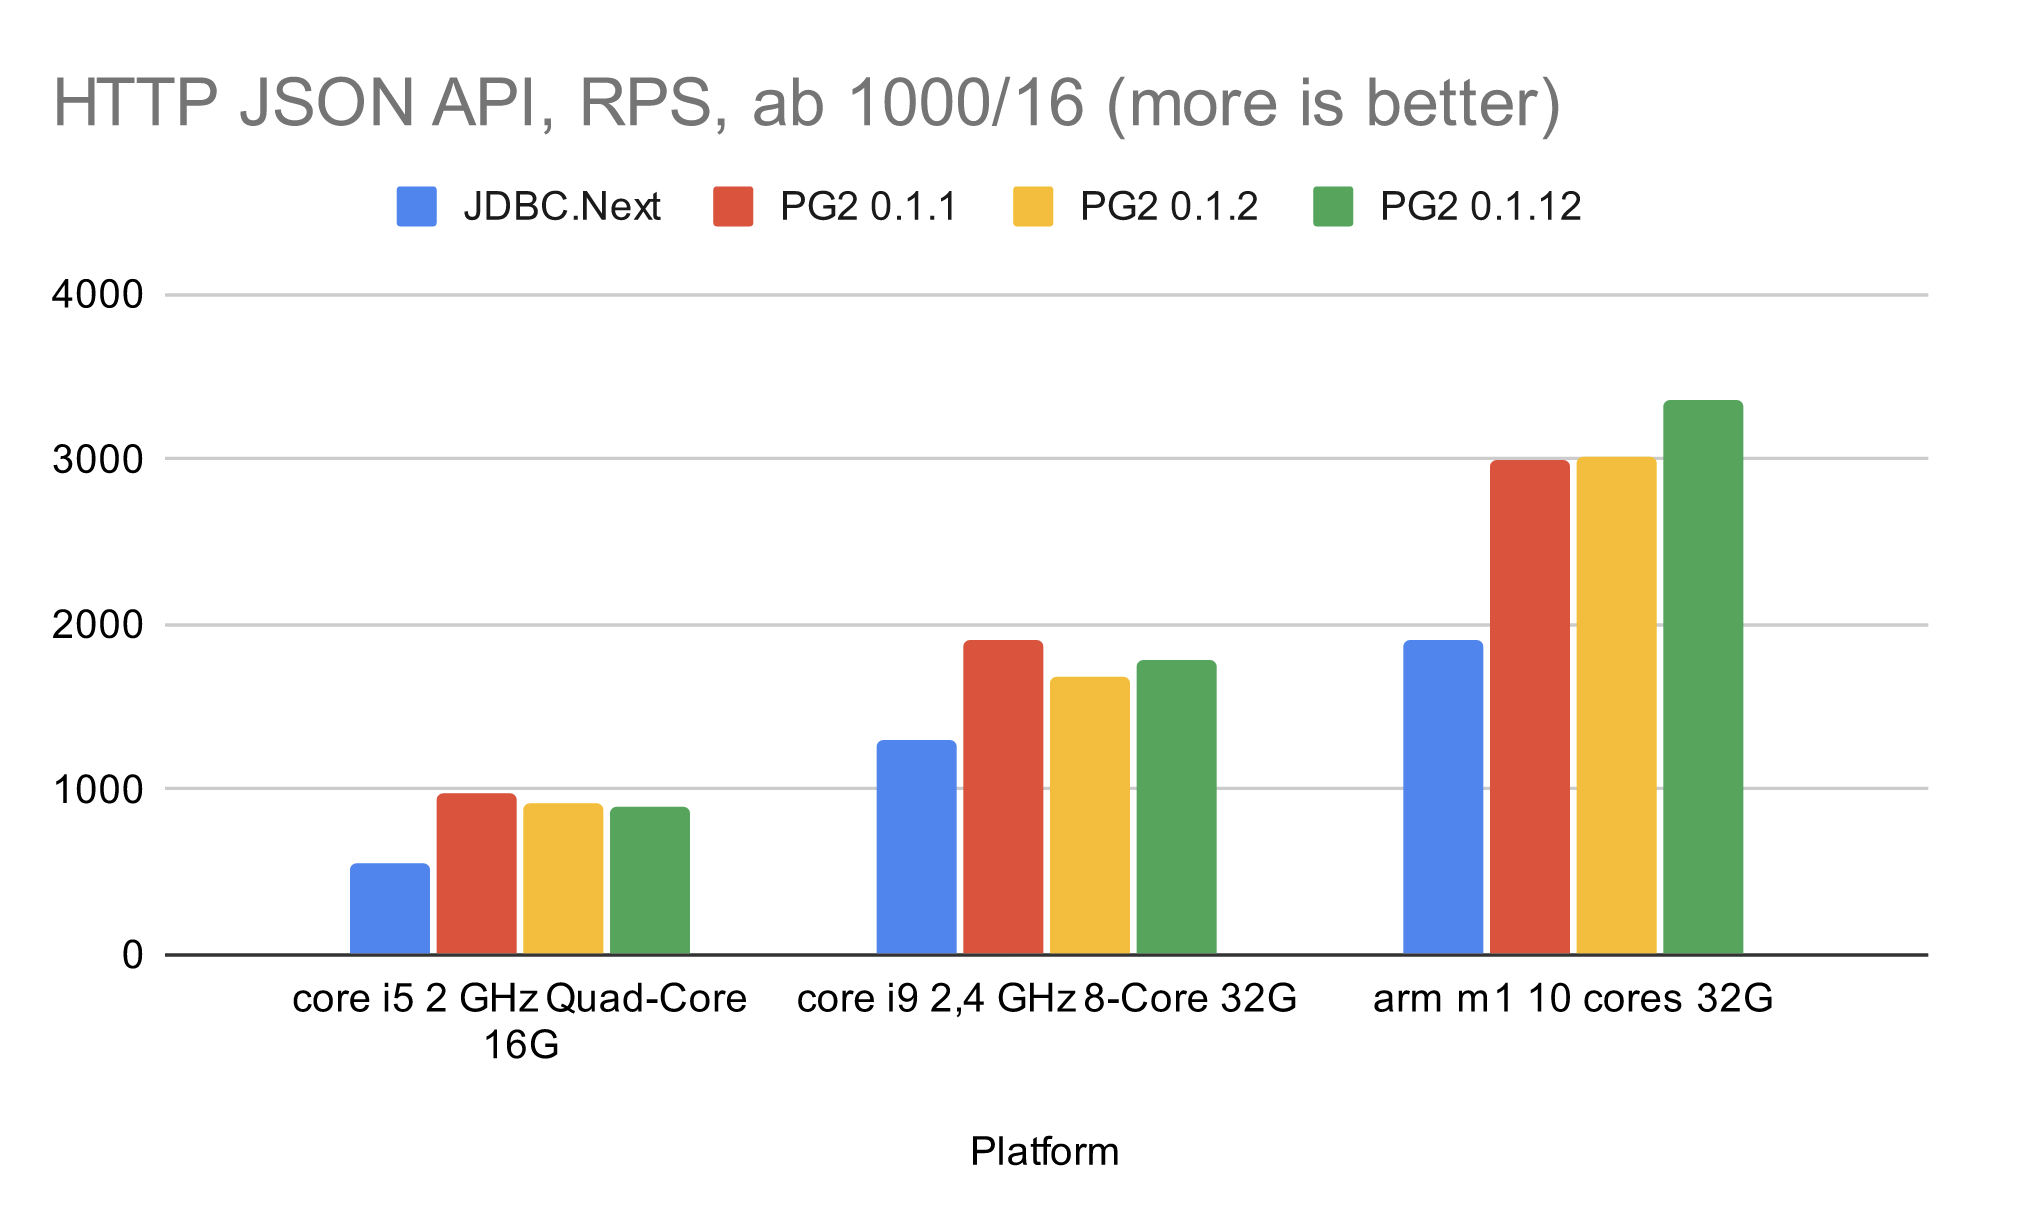 HTTP JSON API, RPS, ab 1000/16 (more is better)
JDBC.Next PG2 0.1.1 PG2 0.1.2 PG2 0.1.12
4000
3000
2000
1000
0
core i5 2 GHz Quad-Core
16G
core i9 2,4 GHz 8-Core 32G
arm m1 10 cores 32G
Platform